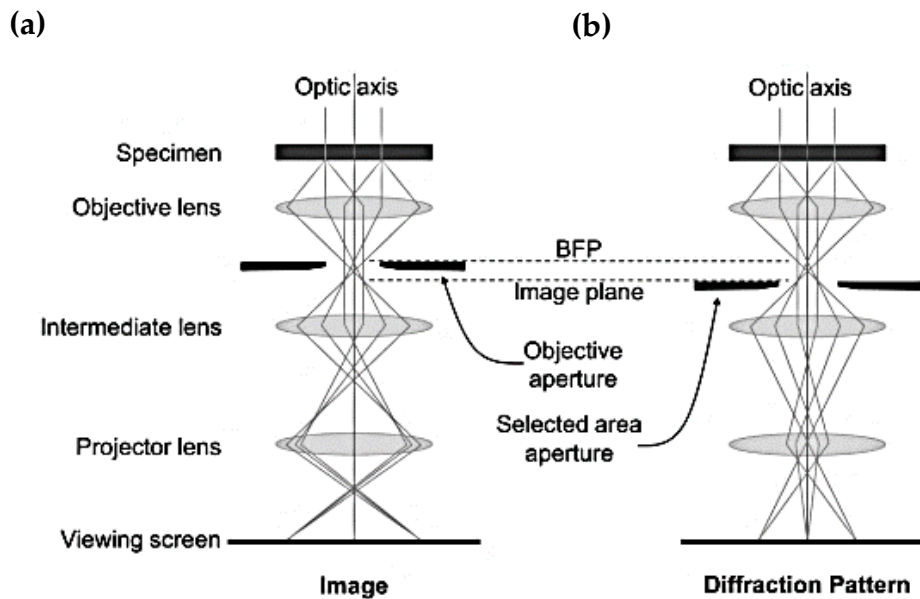 (a)
(b)
Optic axis
Optic axis
Specimen
Objective lens
BFP
Image plane
Intermediate lens
Objective
aperture
Selected area
aperture
Projector lens
Viewing screen
Image
Diffraction Pattern